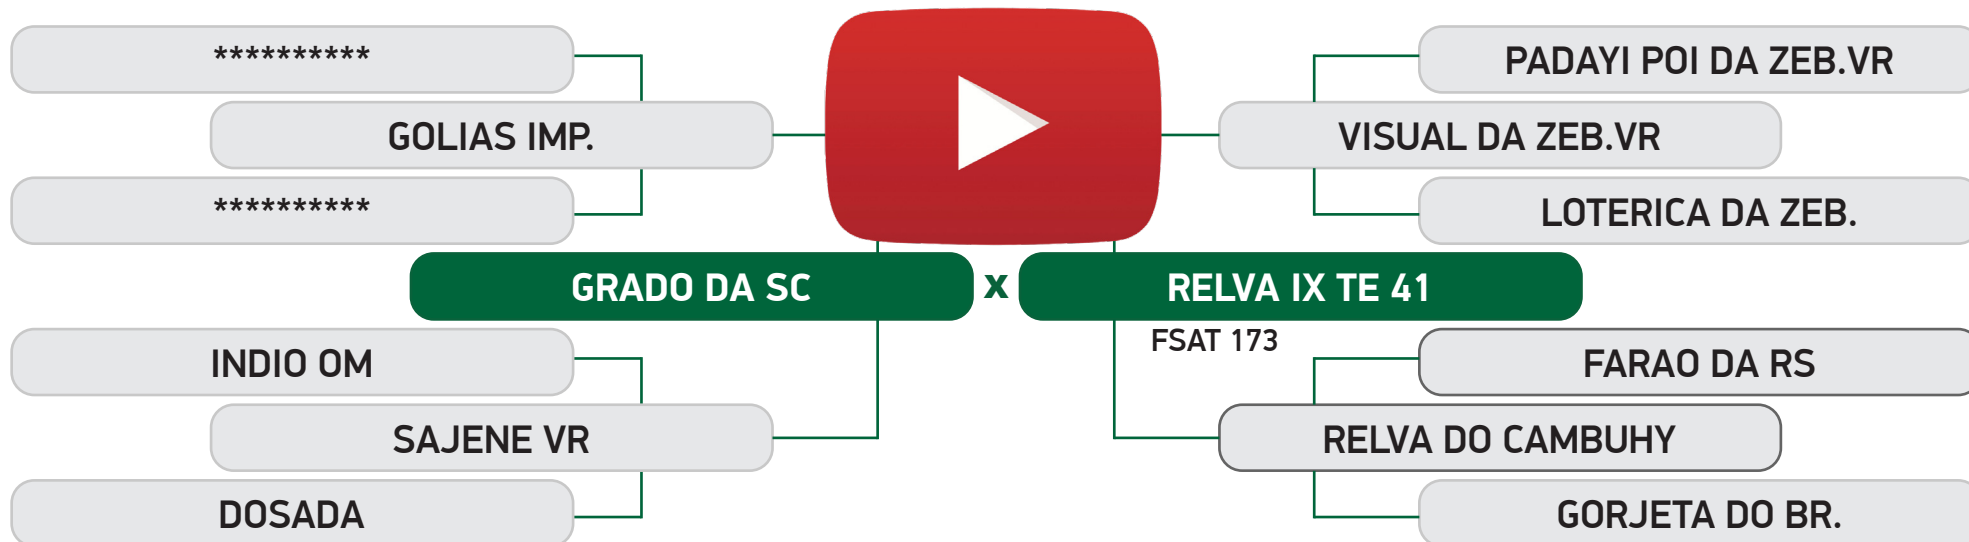 **********
GOLIAS IMP.
**********
PADAYI POI DA ZEB.VR
VISUAL DA ZEB.VR
LOTERICA DA ZEB.
GRADO DA SC x RELVA IX TE 41
FSAT 173
INDIO OM
SAJENE VR
DOSADA
FARAO DA RS
RELVA DO CAMBUHY
GORJETA DO BR.